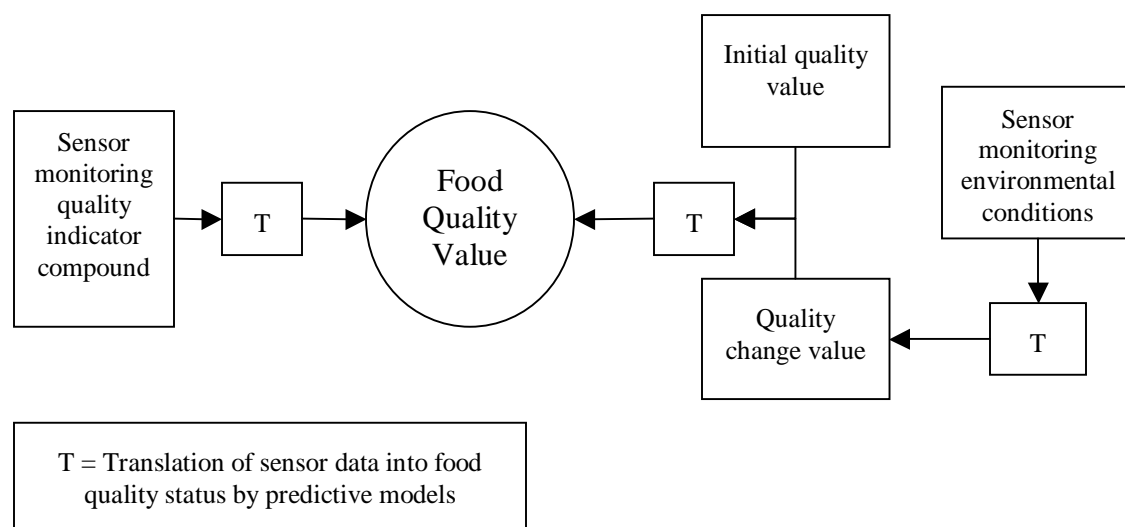 Sensor
monitoring
quality
indicator
compound
T
Food
Quality
Value
T
Initial quality
value
Quality
change value
Sensor
monitoring
environmental
conditions
T
T = Translation of sensor data into food
quality status by predictive models